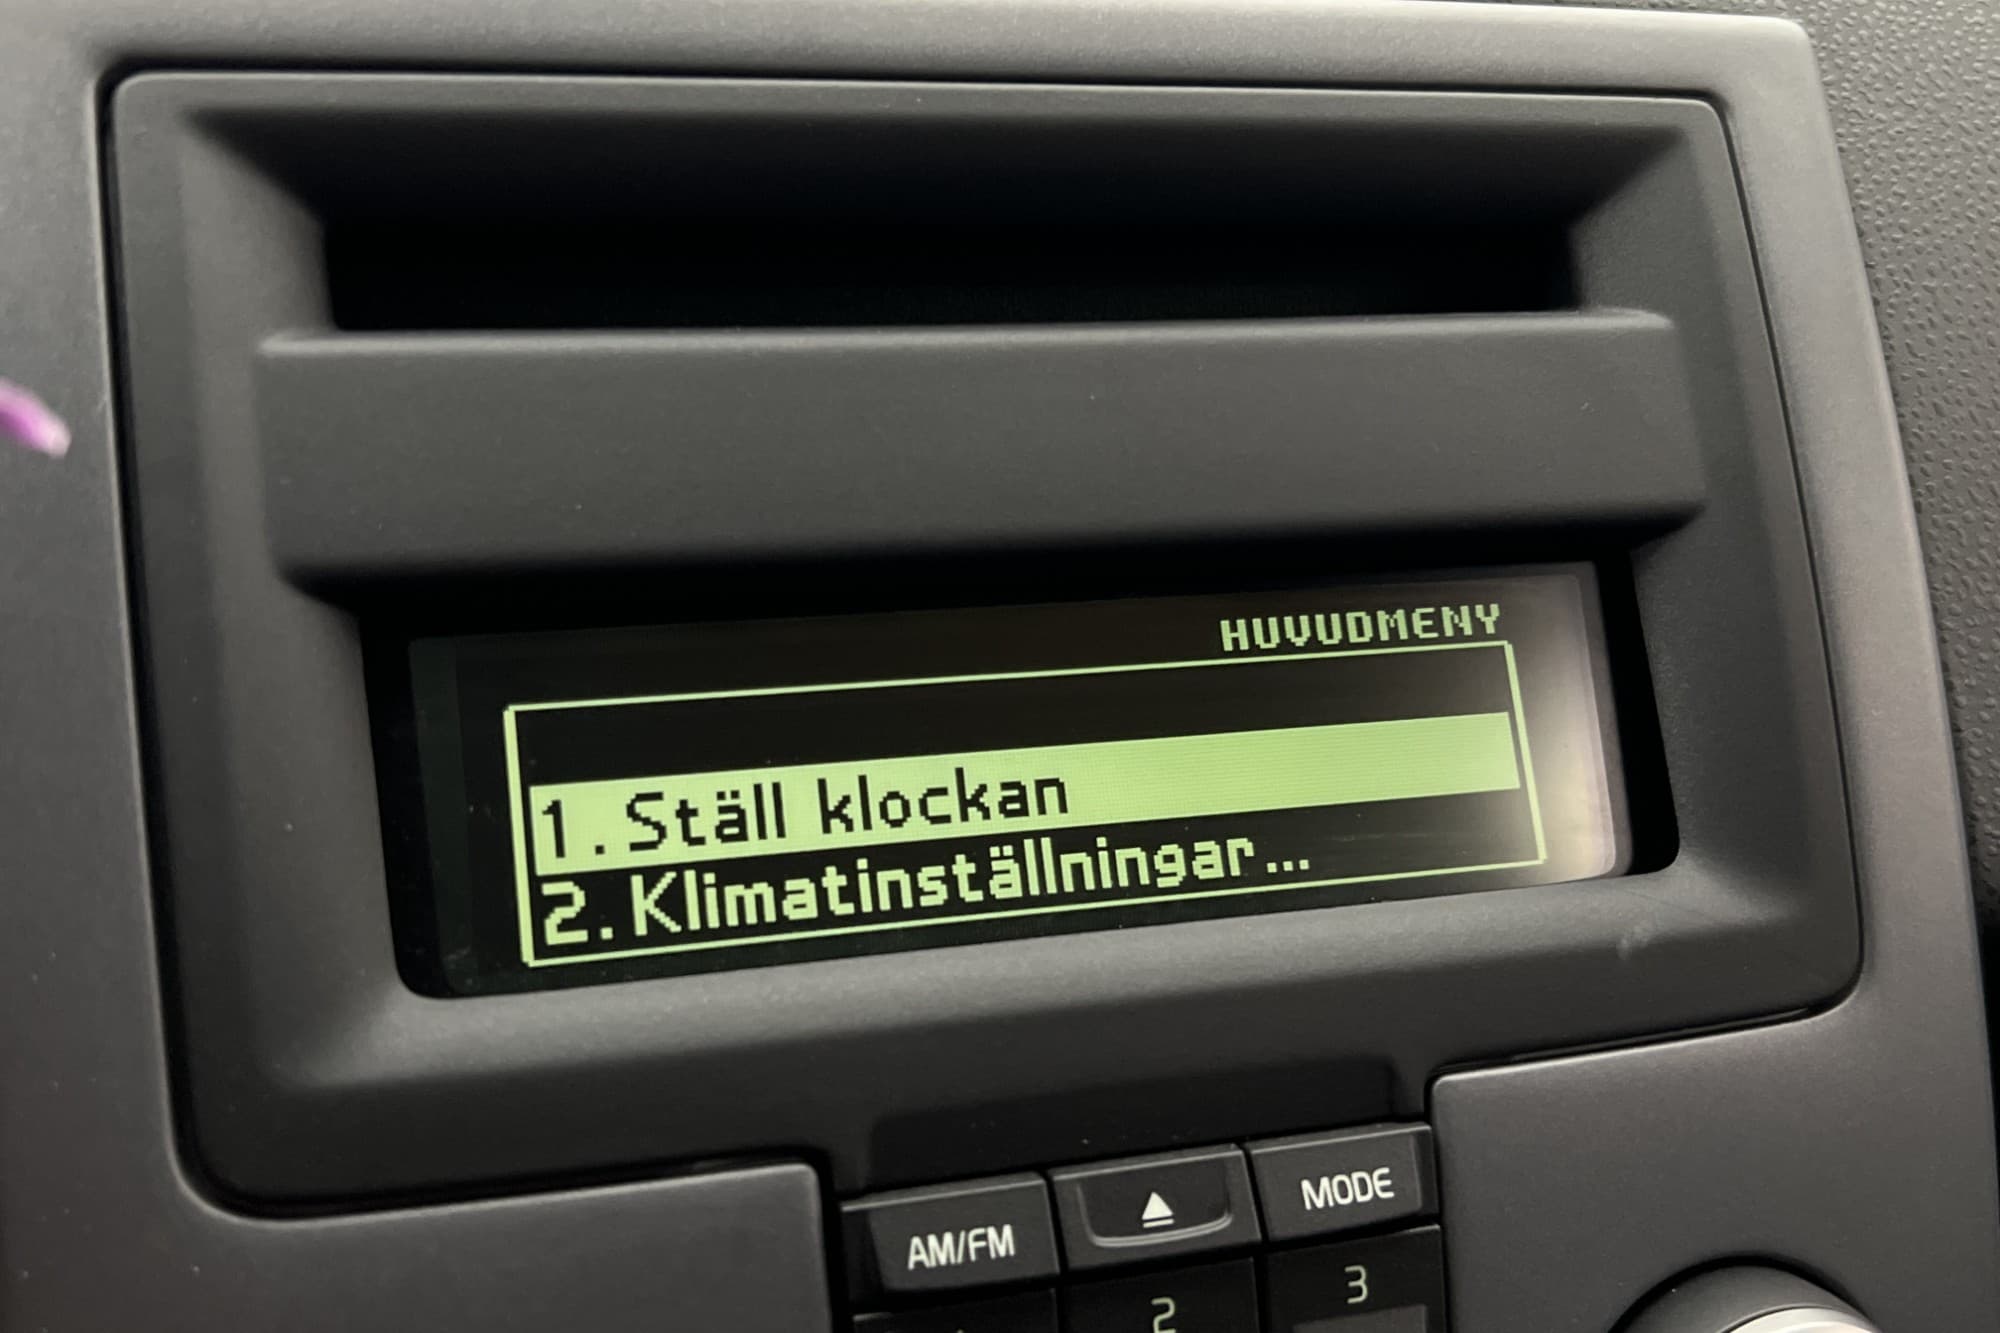 HUVUDMENY
1. Ställ klockan
2. Klimatinställningar...
AM/FM
MODE
2
3